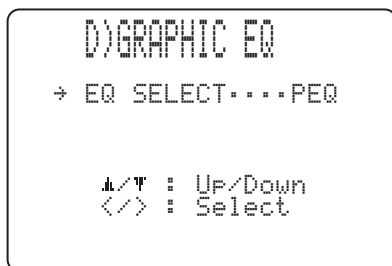 D)GRAPHIC EQ
→ EQ SELECT····PEQ
▲/▼ : Up/Down
</> : Select